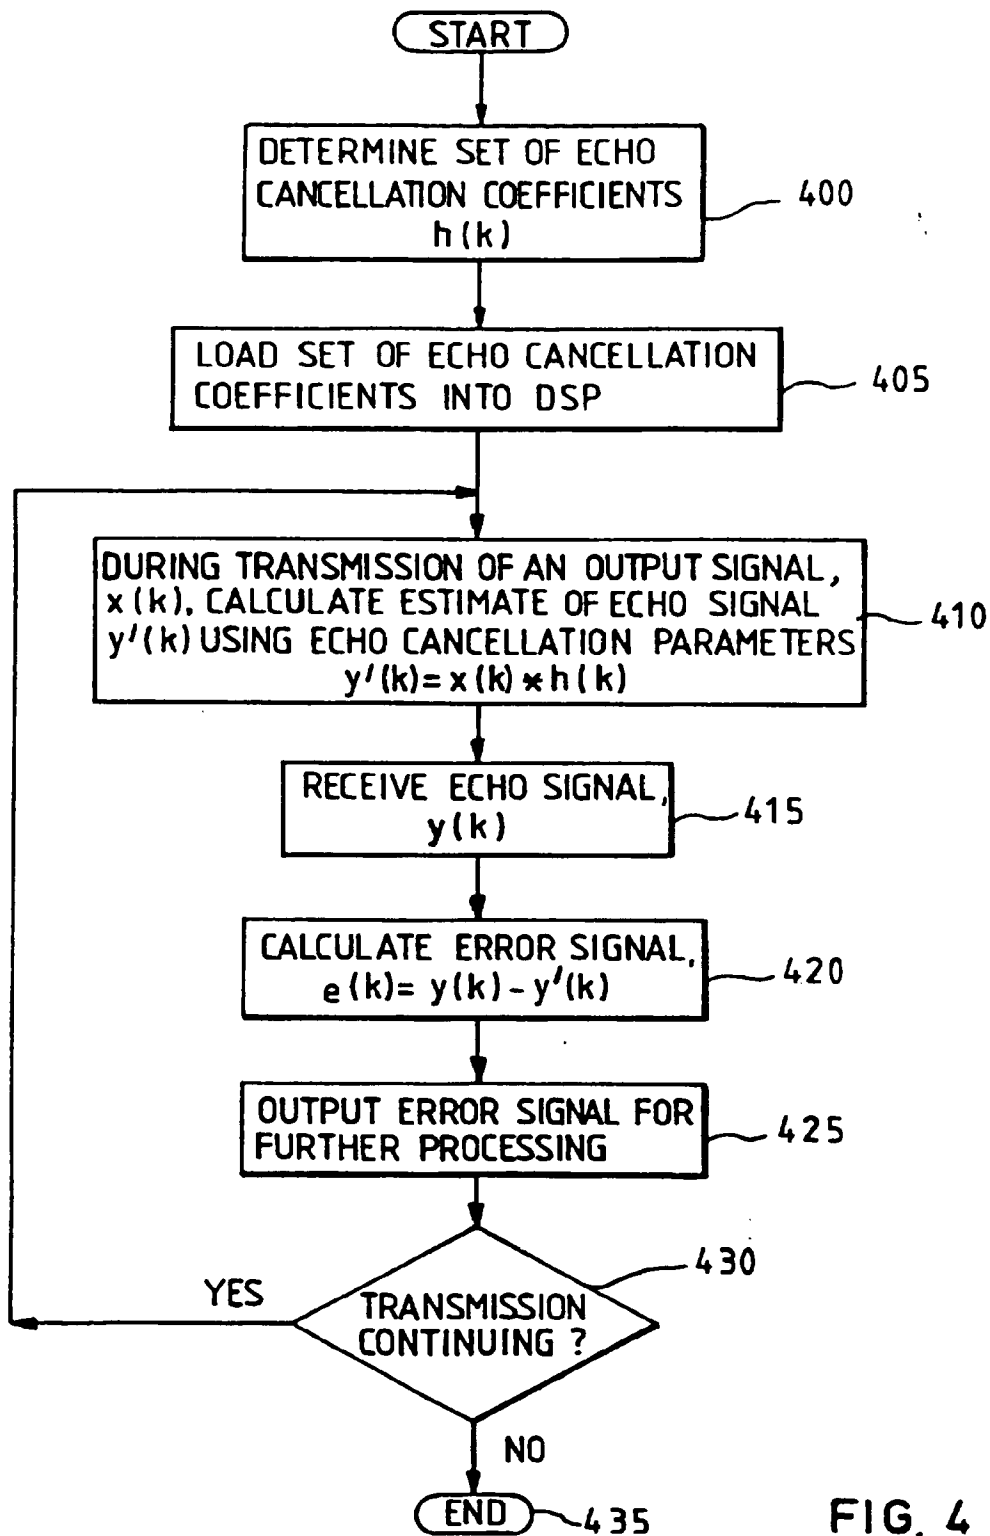 START
DETERMINE SET OF ECHO
CANCELLATION COEFFICIENTS
h(k)
400
LOAD SET OF ECHO CANCELLATION
COEFFICIENTS INTO DSP
405
DURING TRANSMISSION OF AN OUTPUT SIGNAL,
x(k), CALCULATE ESTIMATE OF ECHO SIGNAL
y'(k) USING ECHO CANCELLATION PARAMETERS
y'(k)= x(k) * h(k)
410
RECEIVE ECHO SIGNAL,
y(k)
415
CALCULATE ERROR SIGNAL,
e(k)= y(k) - y'(k)
420
OUTPUT ERROR SIGNAL FOR
FURTHER PROCESSING
425
430
YES
TRANSMISSION
CONTINUING ?
NO
END
435
FIG. 4